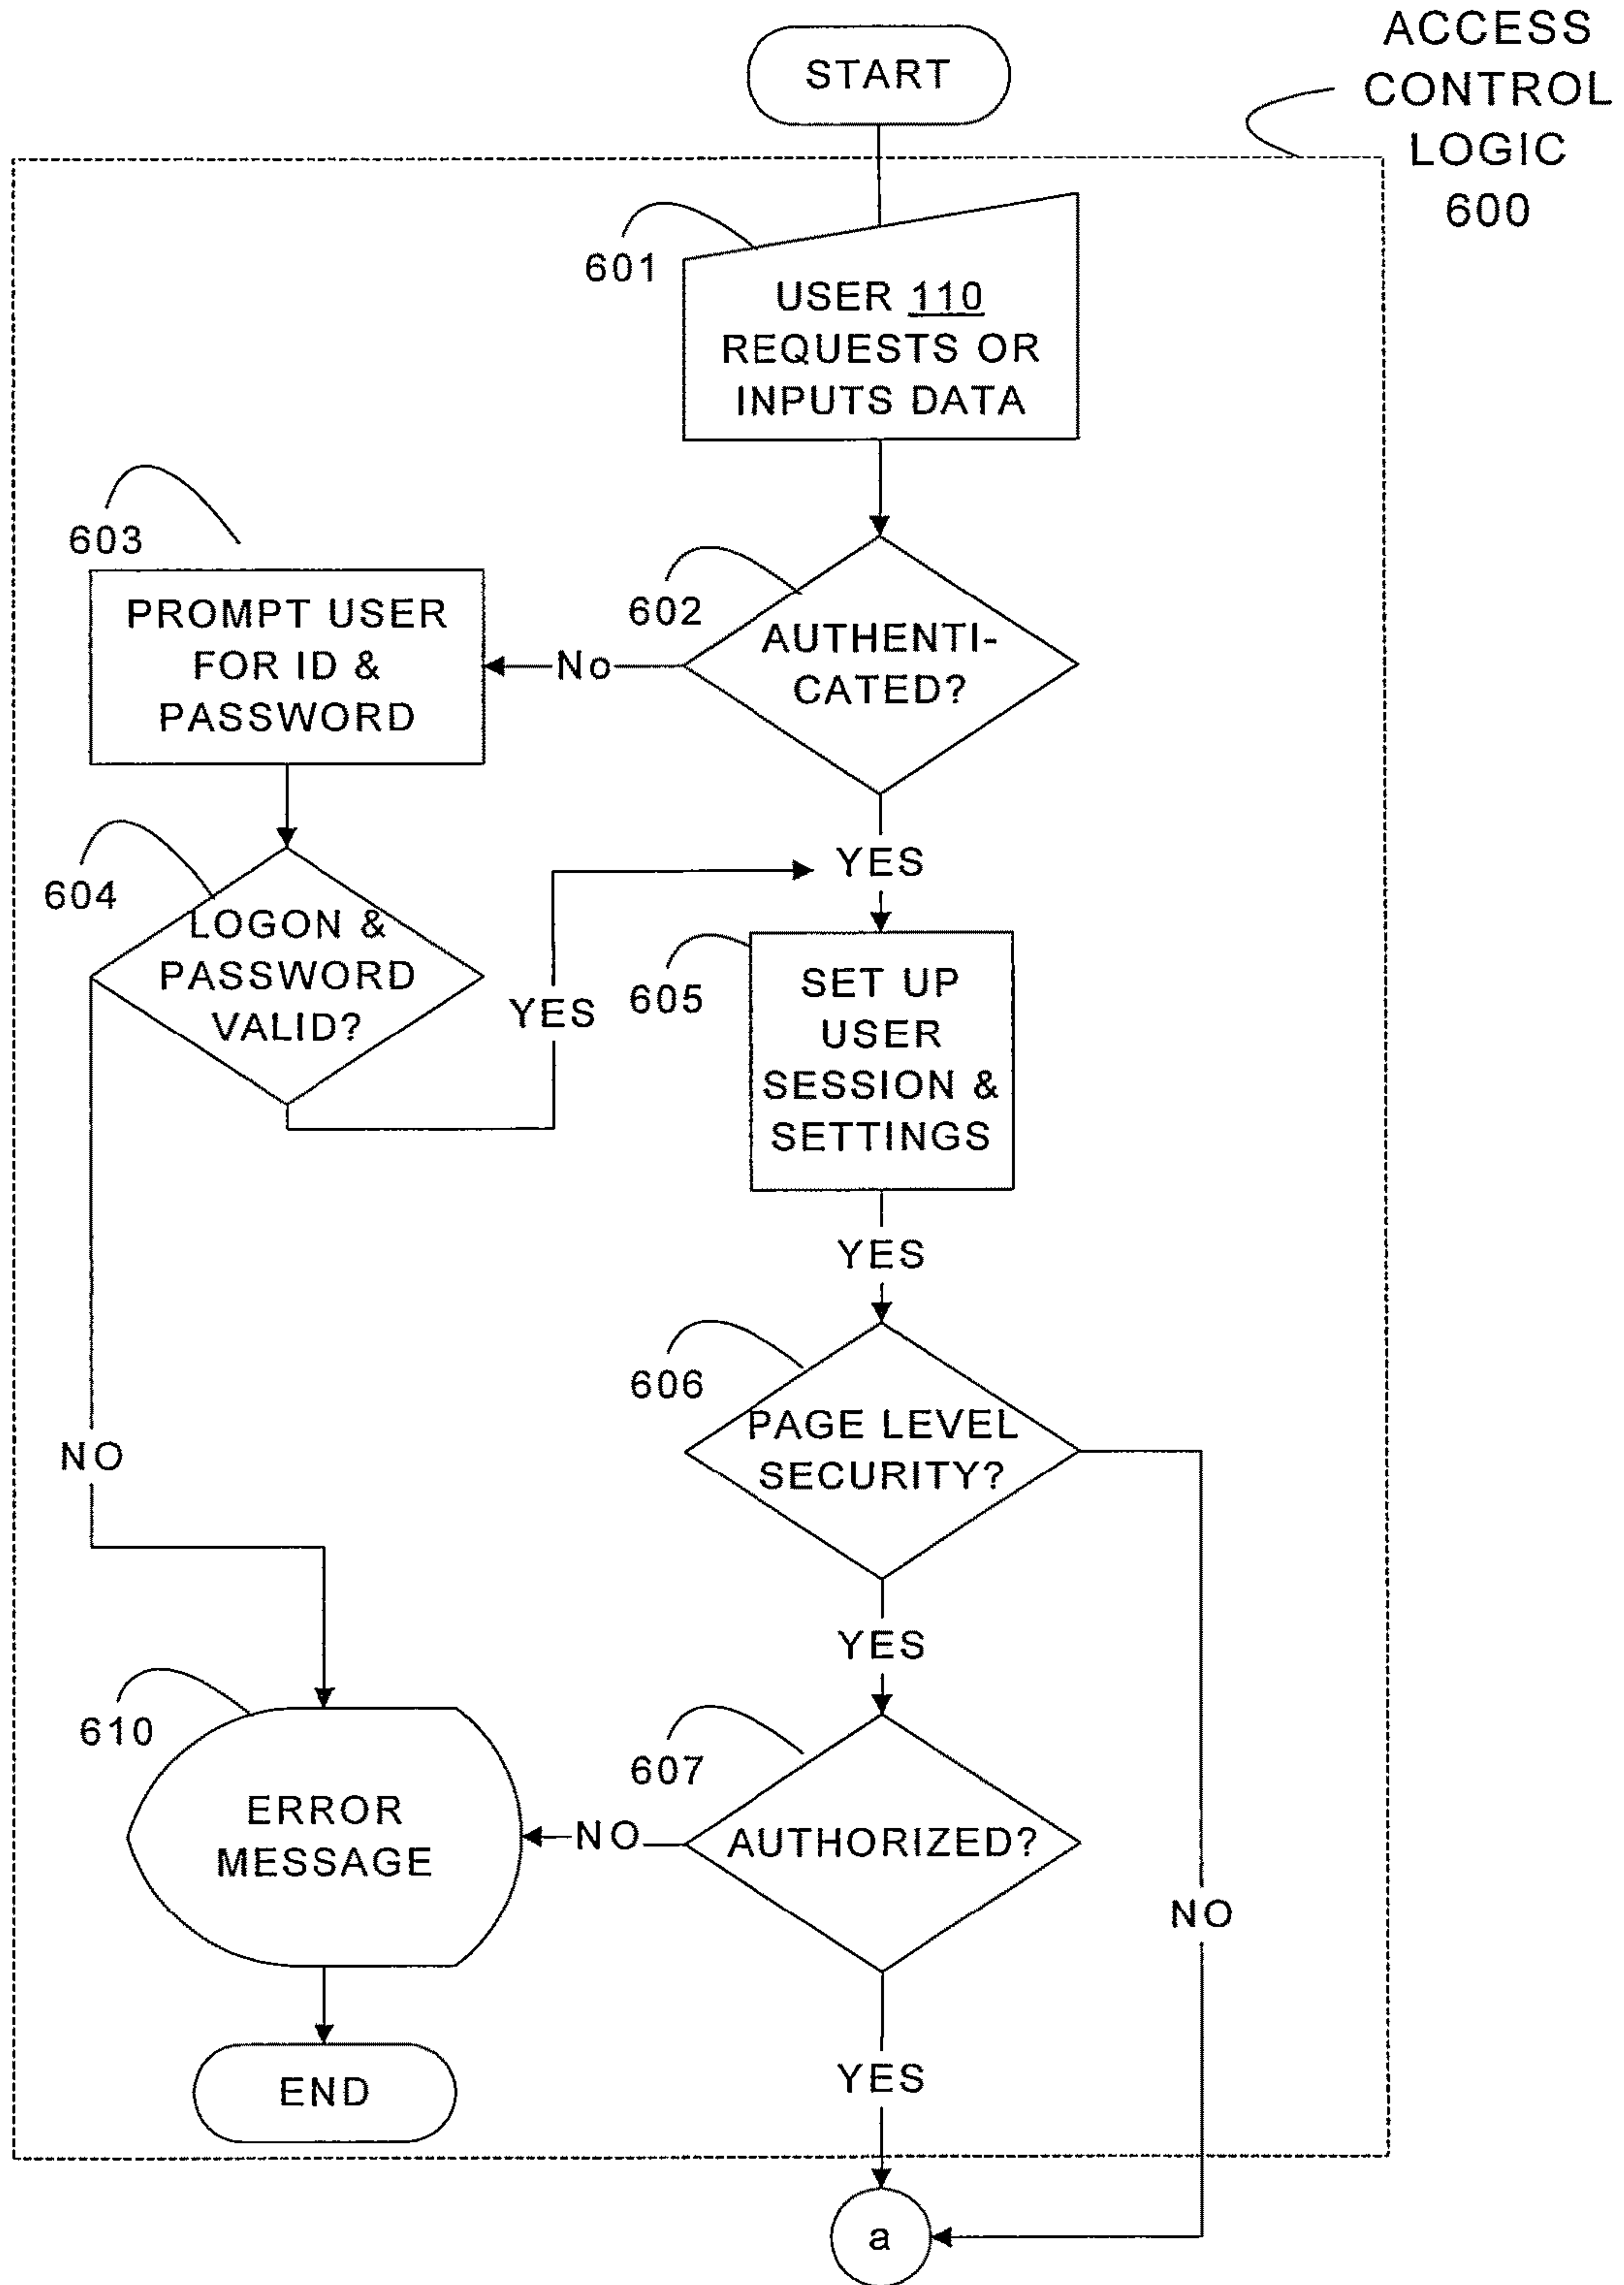 ACCESS
CONTROL
LOGIC
600
START
601
USER 110
REQUESTS OR
INPUTS DATA
603
PROMPT USER
FOR ID &
PASSWORD
No
602
AUTHENTI-
CATED?
YES
604
LOGON &
PASSWORD
VALID?
YES
605
SET UP
USER
SESSION &
SETTINGS
YES
606
PAGE LEVEL
SECURITY?
NO
YES
610
ERROR
MESSAGE
NO
607
AUTHORIZED?
NO
YES
END
a